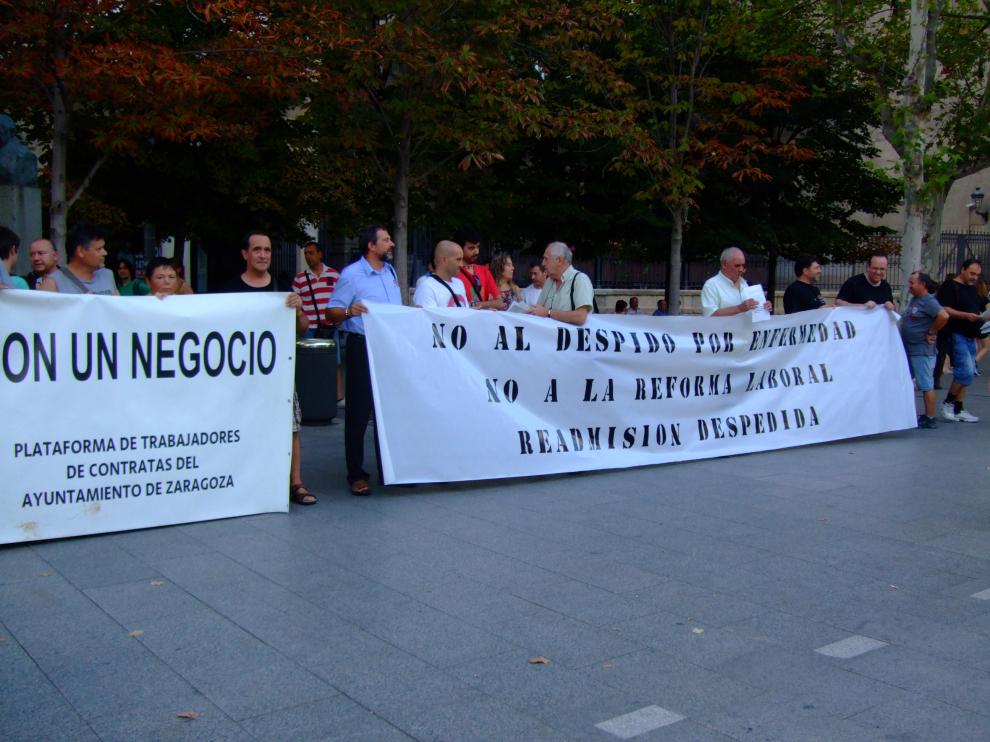 ON UN NEGOCIO
PLATAFORMA DE TRABAJADORES
DE CONTRATAS DEL
AYUNTAMIENTO DE ZARAGOZA
NO AL DESPIDO POR ENFERMEDAD
NO A LA REFORMA LABORAL
READMISION DESPEDIDA